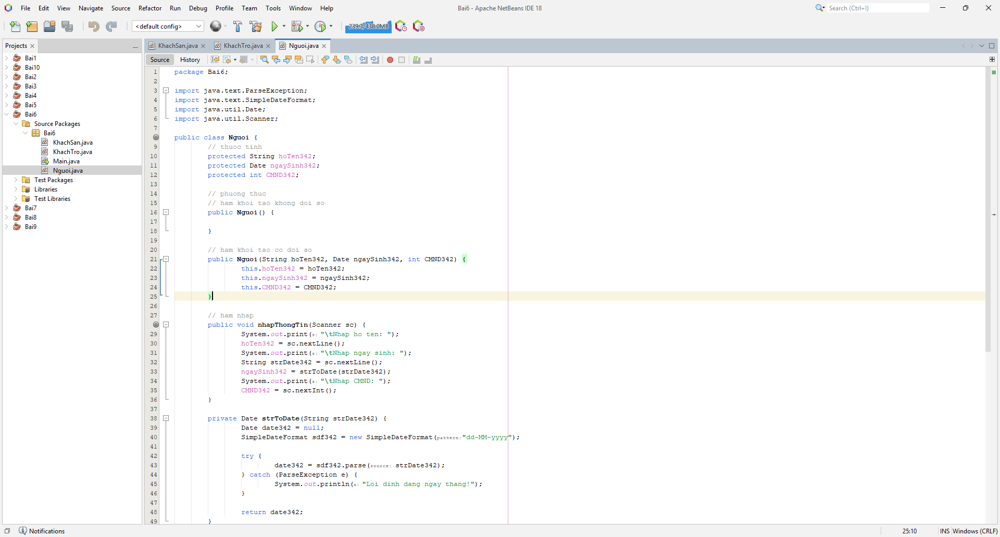 File Edit View Navigate Source Refactor Run Debug Profile Team Tools Window Help
Bai6 - Apache NetBeans IDE 18
Search (Ctrl+I)
<default config>
239.3/438.0MB
Projects
KhachSan.java KhachTro.java Nguoi.java
Source History
Bai1
Bai10
Bai2
Bai3
Bai4
Bai5
Bai6
Source Packages
Bai6
KhachSan.java
KhachTro.java
Main.java
Nguoi.java
Test Packages
Libraries
Test Libraries
Bai7
Bai8
Bai9
1 package Bai6;
2
3 import java.text.ParseException;
4 import java.text.SimpleDateFormat;
5 import java.util.Date;
6 import java.util.Scanner;
7
public class Nguoi {
9 // thuoc tinh
10 protected String hoTen342;
11 protected Date ngaySinh342;
12 protected int CMND342;
13
14 // phuong thuc
15 // ham khoi tao khong doi so
16 public Nguoi() {
17
18 }
19
20 // ham khoi tao co doi so
21 public Nguoi(String hoTen342, Date ngaySinh342, int CMND342) {
22 this.hoTen342 = hoTen342;
23 this.ngaySinh342 = ngaySinh342;
24 this.CMND342 = CMND342;
25 }
26
27 // ham nhap
public void nhapThongTin(Scanner sc) {
29 System.out.print(s: "\tNhap ho ten: ");
30 hoTen342 = sc.nextLine();
31 System.out.print(s: "\tNhap ngay sinh: ");
32 String strDate342 = sc.nextLine();
33 ngaySinh342 = strToDate(strDate342);
34 System.out.print(s: "\tNhap CMND: ");
35 CMND342 = sc.nextInt();
36 }
37
38 private Date strToDate(String strDate342) {
39 Date date342 = null;
40 SimpleDateFormat sdf342 = new SimpleDateFormat(pattern: "dd-MM-yyyy");
41
42 try {
43 date342 = sdf342.parse(source: strDate342);
44 } catch (ParseException e) {
45 System.out.println(x: "Loi dinh dang ngay thang!");
46 }
47
48 return date342;
49 }
Notifications
25:10 INS Windows (CRLF)